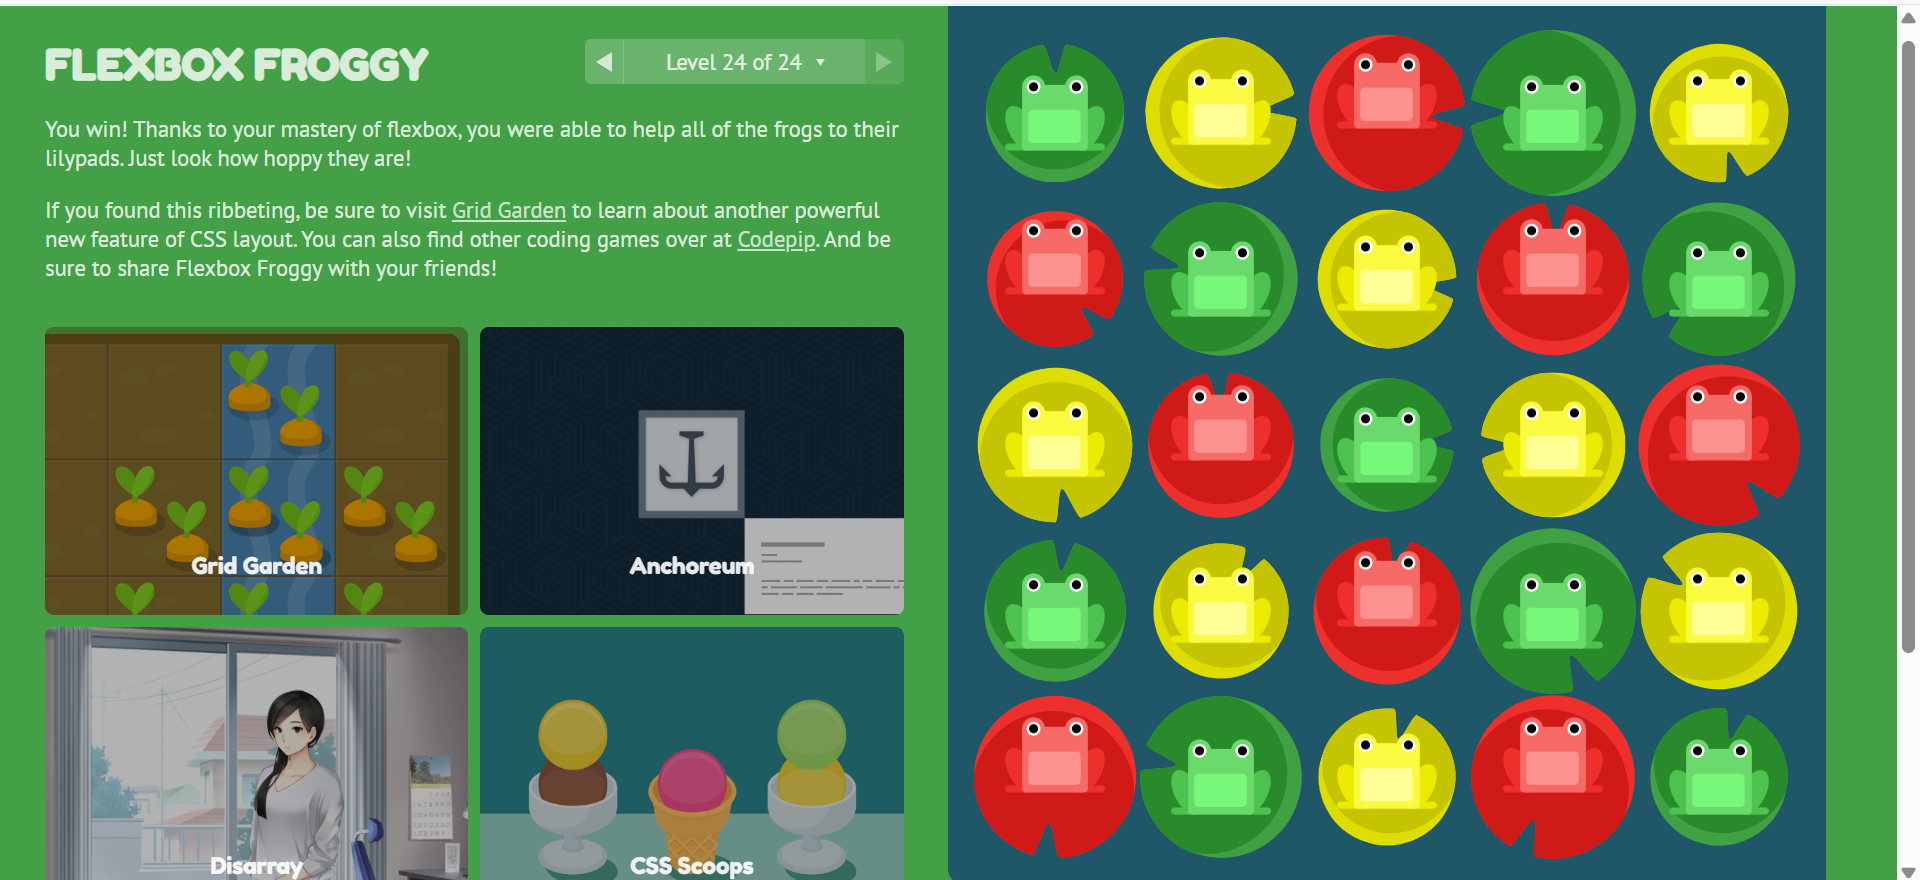 FLEXBOX FROGGY
Level 24 of 24
You win! Thanks to your mastery of flexbox, you were able to help all of the frogs to their
lilypads. Just look how hoppy they are!
If you found this ribbeting, be sure to visit Grid Garden to learn about another powerful
new feature of CSS layout. You can also find other coding games over at Codepip. And be
sure to share Flexbox Froggy with your friends!
Grid Garden
Anchoreum
Disarray
CSS Scoops